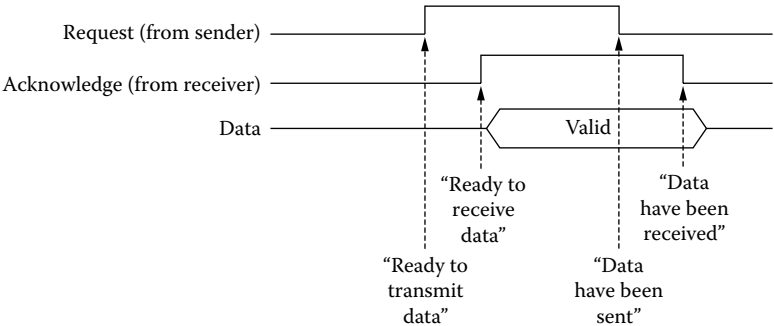 Request (from sender)
Acknowledge (from receiver)
Data
Valid
“Ready to
receive
data”
“Data
have been
received”
“Ready to
transmit
data”
“Data
have been
sent”